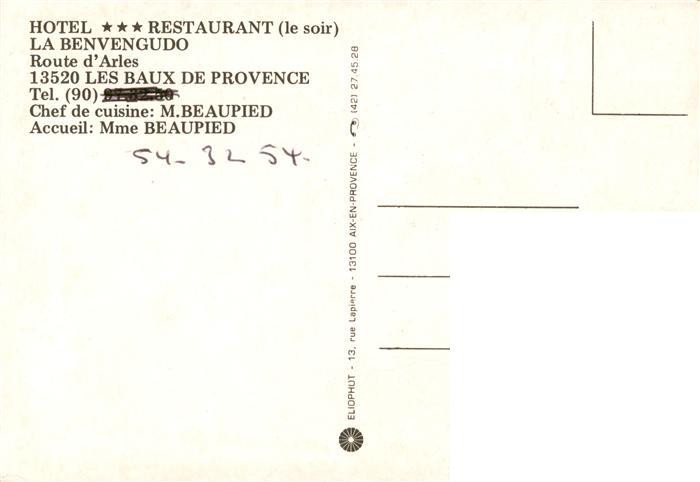 HOTEL ★★★ RESTAURANT (le soir)
LA BENVENGUDO
Route d'Arles
13520 LES BAUX DE PROVENCE
Tel. (90)
Chef de cuisine: M.BEAUPIED
Accueil: Mme BEAUPIED
54- 32 54-
ELIOPHOT - 13, rue Lapierre - 13100 AIX-EN-PROVENCE - ✆ (42) 27.45.28